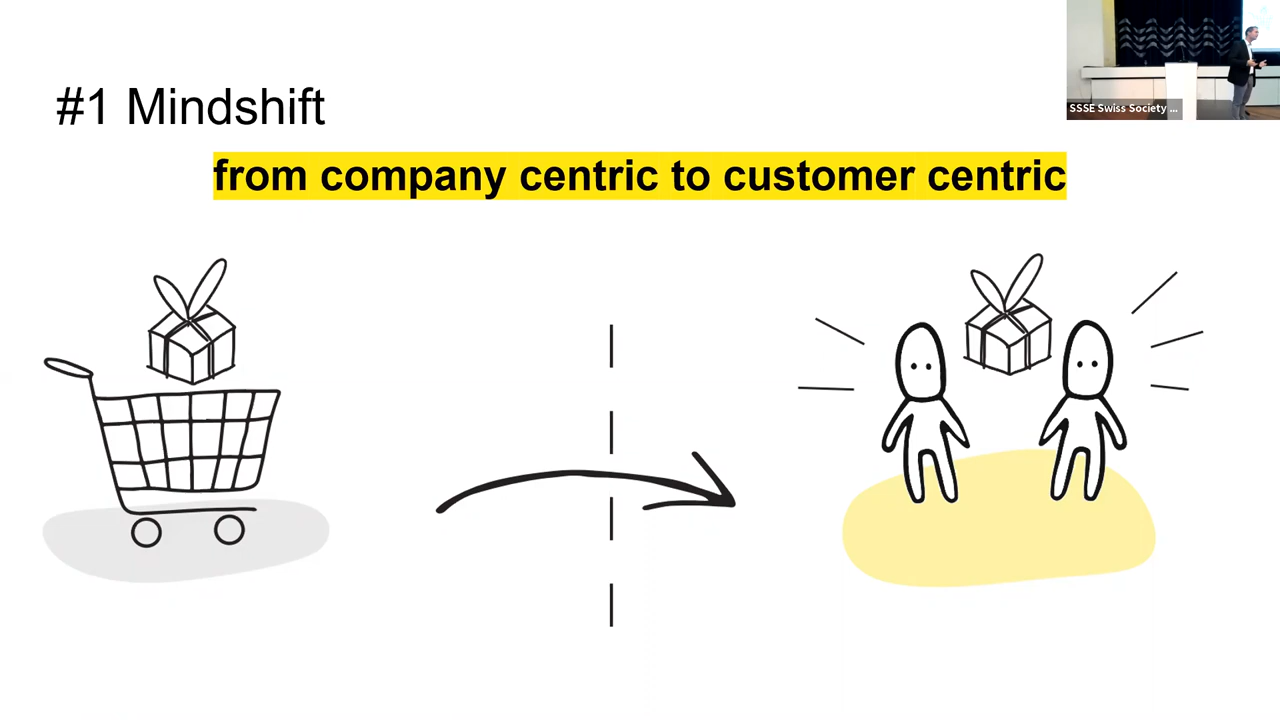 #1 Mindshift
from company centric to customer centric
SSSE Swiss Society ...